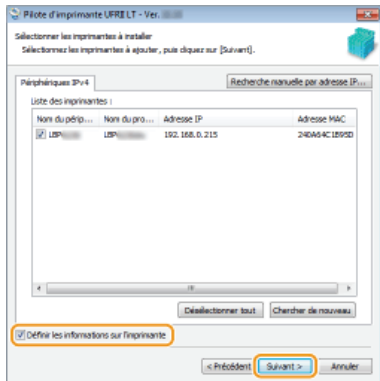 Pilote d'imprimante UFRII LT - Ver.
Sélectionner les imprimantes à installer
Sélectionnez les imprimantes à ajouter, puis cliquez sur [Suivant].
Périphériques IPv4
Recherche manuelle par adresse IP...
Liste des imprimantes :
Nom du périp... Nom du pro... Adresse IP Adresse MAC
LBP LBP 192.168.0.215 240A64C1B95D
Désélectionner tout Chercher de nouveau
Définir les informations sur l'imprimante
< Précédent Suivant > Annuler